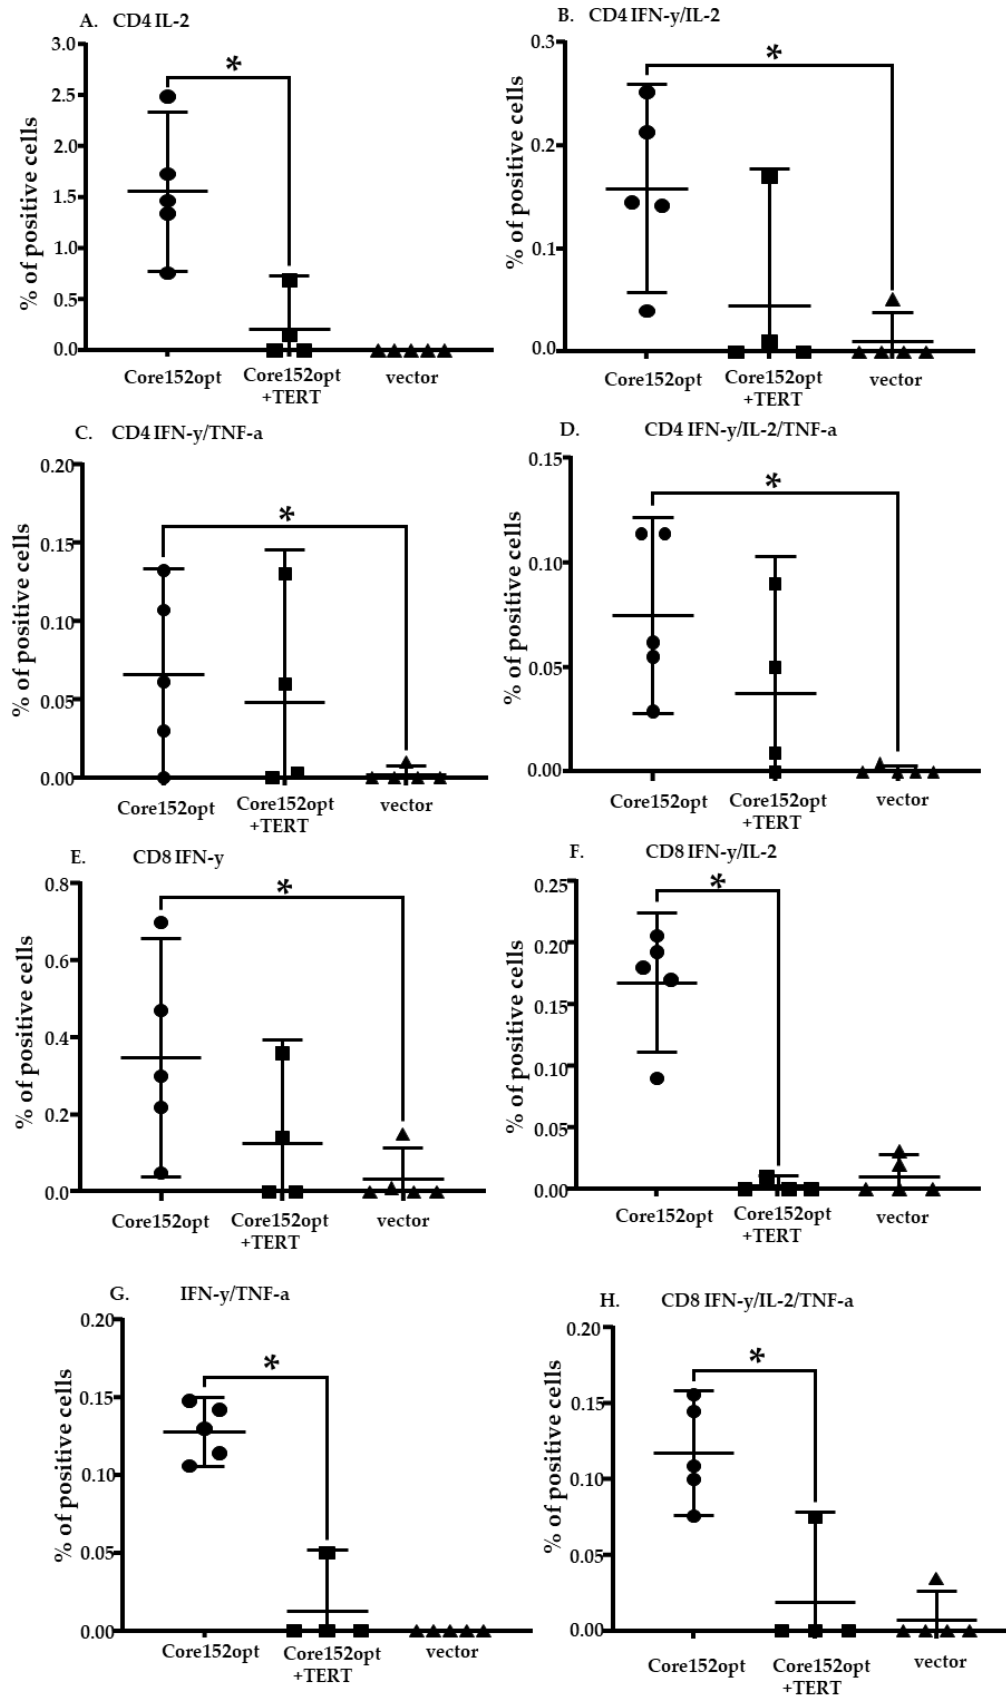 A. CD4 IL-2
% of positive cells
3.0
2.5
2.0
1.5
1.0
0.5
0.0
*
Core152opt
Core152opt
+TERT
vector
B. CD4 IFN-y/IL-2
% of positive cells
0.3
0.2
0.1
0.0
*
Core152opt
Core152opt
+TERT
vector
C. CD4 IFN-y/TNF-a
% of positive cells
0.20
0.15
0.10
0.05
0.00
*
Core152opt
Core152opt
+TERT
vector
D. CD4 IFN-y/IL-2/TNF-a
% of positive cells
0.15
0.10
0.05
0.00
*
Core152opt
Core152opt
+TERT
vector
E. CD8 IFN-y
% of positive cells
0.8
0.6
0.4
0.2
0.0
*
Core152opt
Core152opt
+TERT
vector
F. CD8 IFN-y/IL-2
% of positive cells
0.25
0.20
0.15
0.10
0.05
0.00
*
Core152opt
Core152opt
+TERT
vector
G. IFN-y/TNF-a
% of positive cells
0.20
0.15
0.10
0.05
0.00
*
Core152opt
Core152opt
+TERT
vector
H. CD8 IFN-y/IL-2/TNF-a
% of positive cells
0.20
0.15
0.10
0.05
0.00
*
Core152opt
Core152opt
+TERT
vector